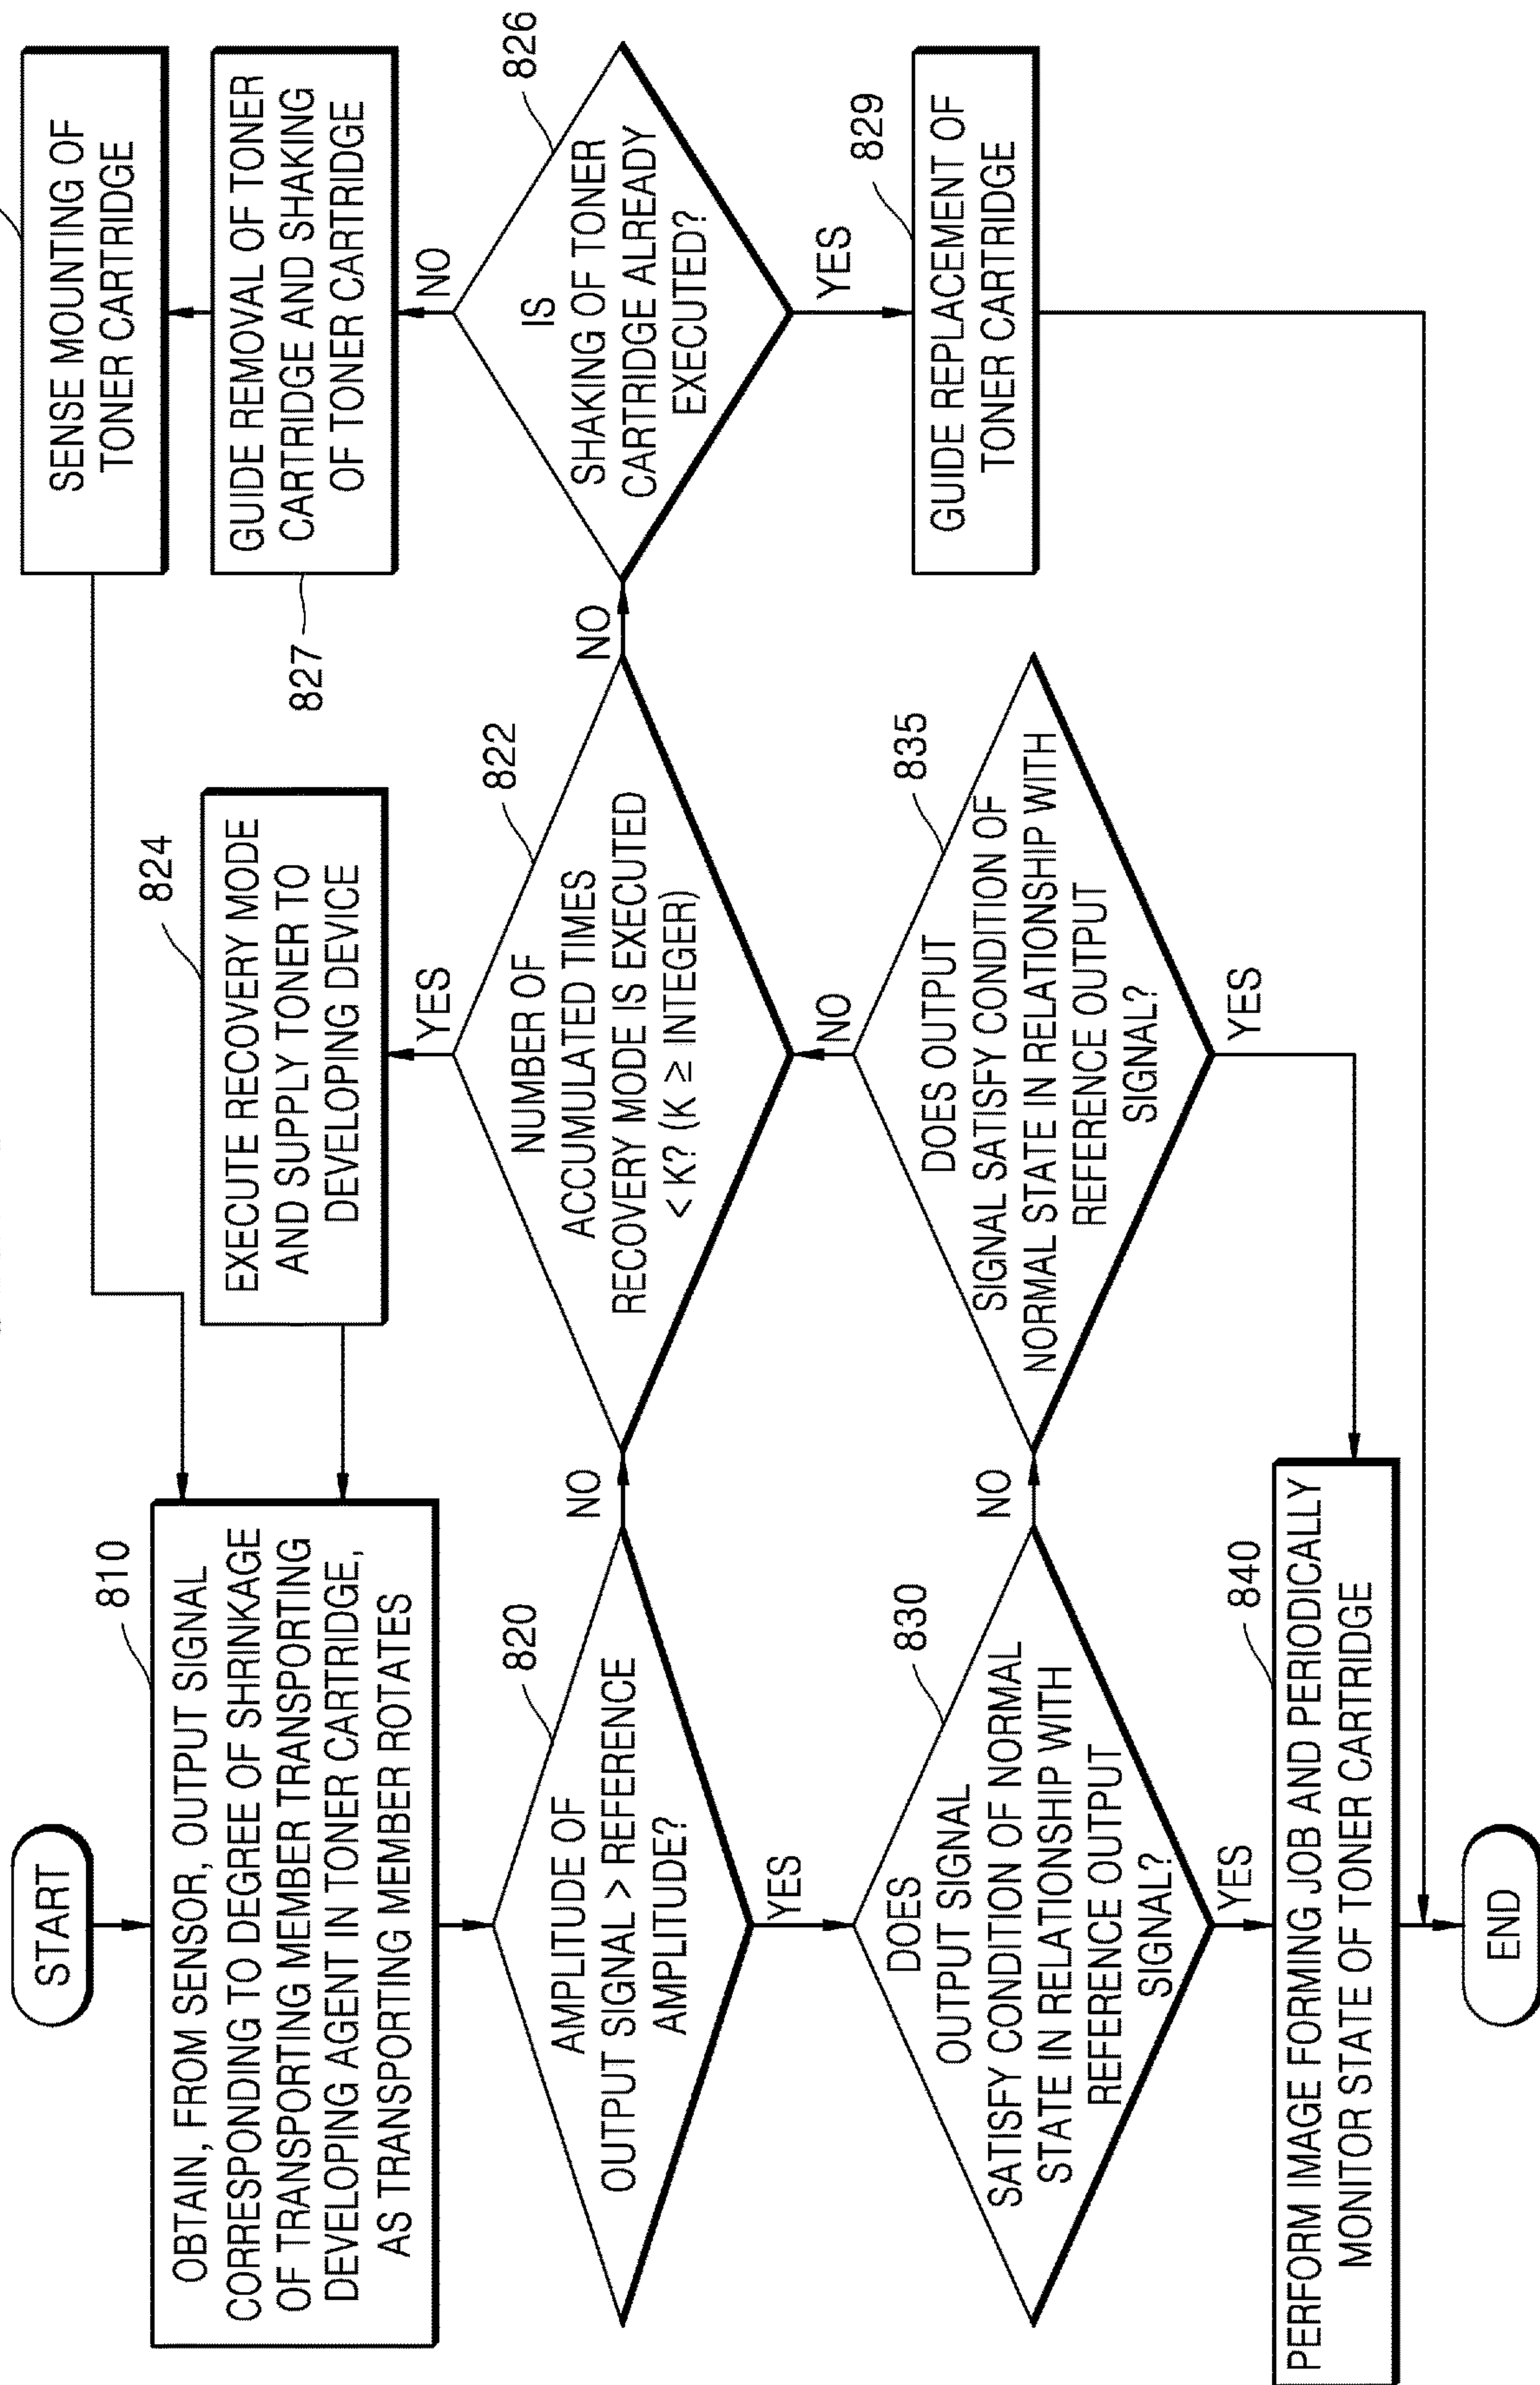 START
810
OBTAIN, FROM SENSOR, OUTPUT SIGNAL
CORRESPONDING TO DEGREE OF SHRINKAGE
OF TRANSPORTING MEMBER TRANSPORTING
DEVELOPING AGENT IN TONER CARTRIDGE,
AS TRANSPORTING MEMBER ROTATES
820
AMPLITUDE OF
OUTPUT SIGNAL > REFERENCE
AMPLITUDE?
NO
YES
822
NUMBER OF
ACCUMULATED TIMES
RECOVERY MODE IS EXECUTED
< K? (K ≥ INTEGER)
YES
NO
824
EXECUTE RECOVERY MODE
AND SUPPLY TONER TO
DEVELOPING DEVICE
826
IS
SHAKING OF TONER
CARTRIDGE ALREADY
EXECUTED?
NO
YES
827
GUIDE REMOVAL OF TONER
CARTRIDGE AND SHAKING
OF TONER CARTRIDGE
SENSE MOUNTING OF
TONER CARTRIDGE
829
GUIDE REPLACEMENT OF
TONER CARTRIDGE
830
DOES
OUTPUT SIGNAL
SATISFY CONDITION OF NORMAL
STATE IN RELATIONSHIP WITH
REFERENCE OUTPUT
SIGNAL?
NO
YES
835
DOES OUTPUT
SIGNAL SATISFY CONDITION OF
NORMAL STATE IN RELATIONSHIP WITH
REFERENCE OUTPUT
SIGNAL?
NO
YES
840
PERFORM IMAGE FORMING JOB AND PERIODICALLY
MONITOR STATE OF TONER CARTRIDGE
END